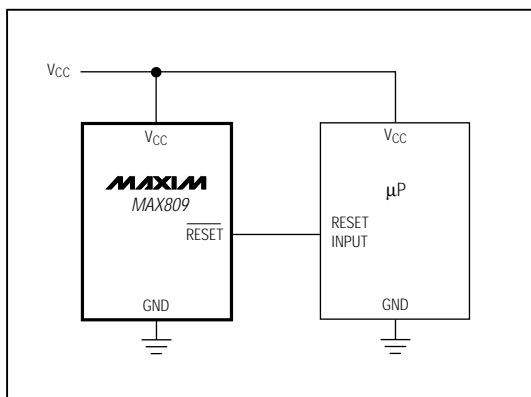 VCC
VCC
MAXIM
MAX809
RESET
GND
VCC
μP
RESET
INPUT
GND